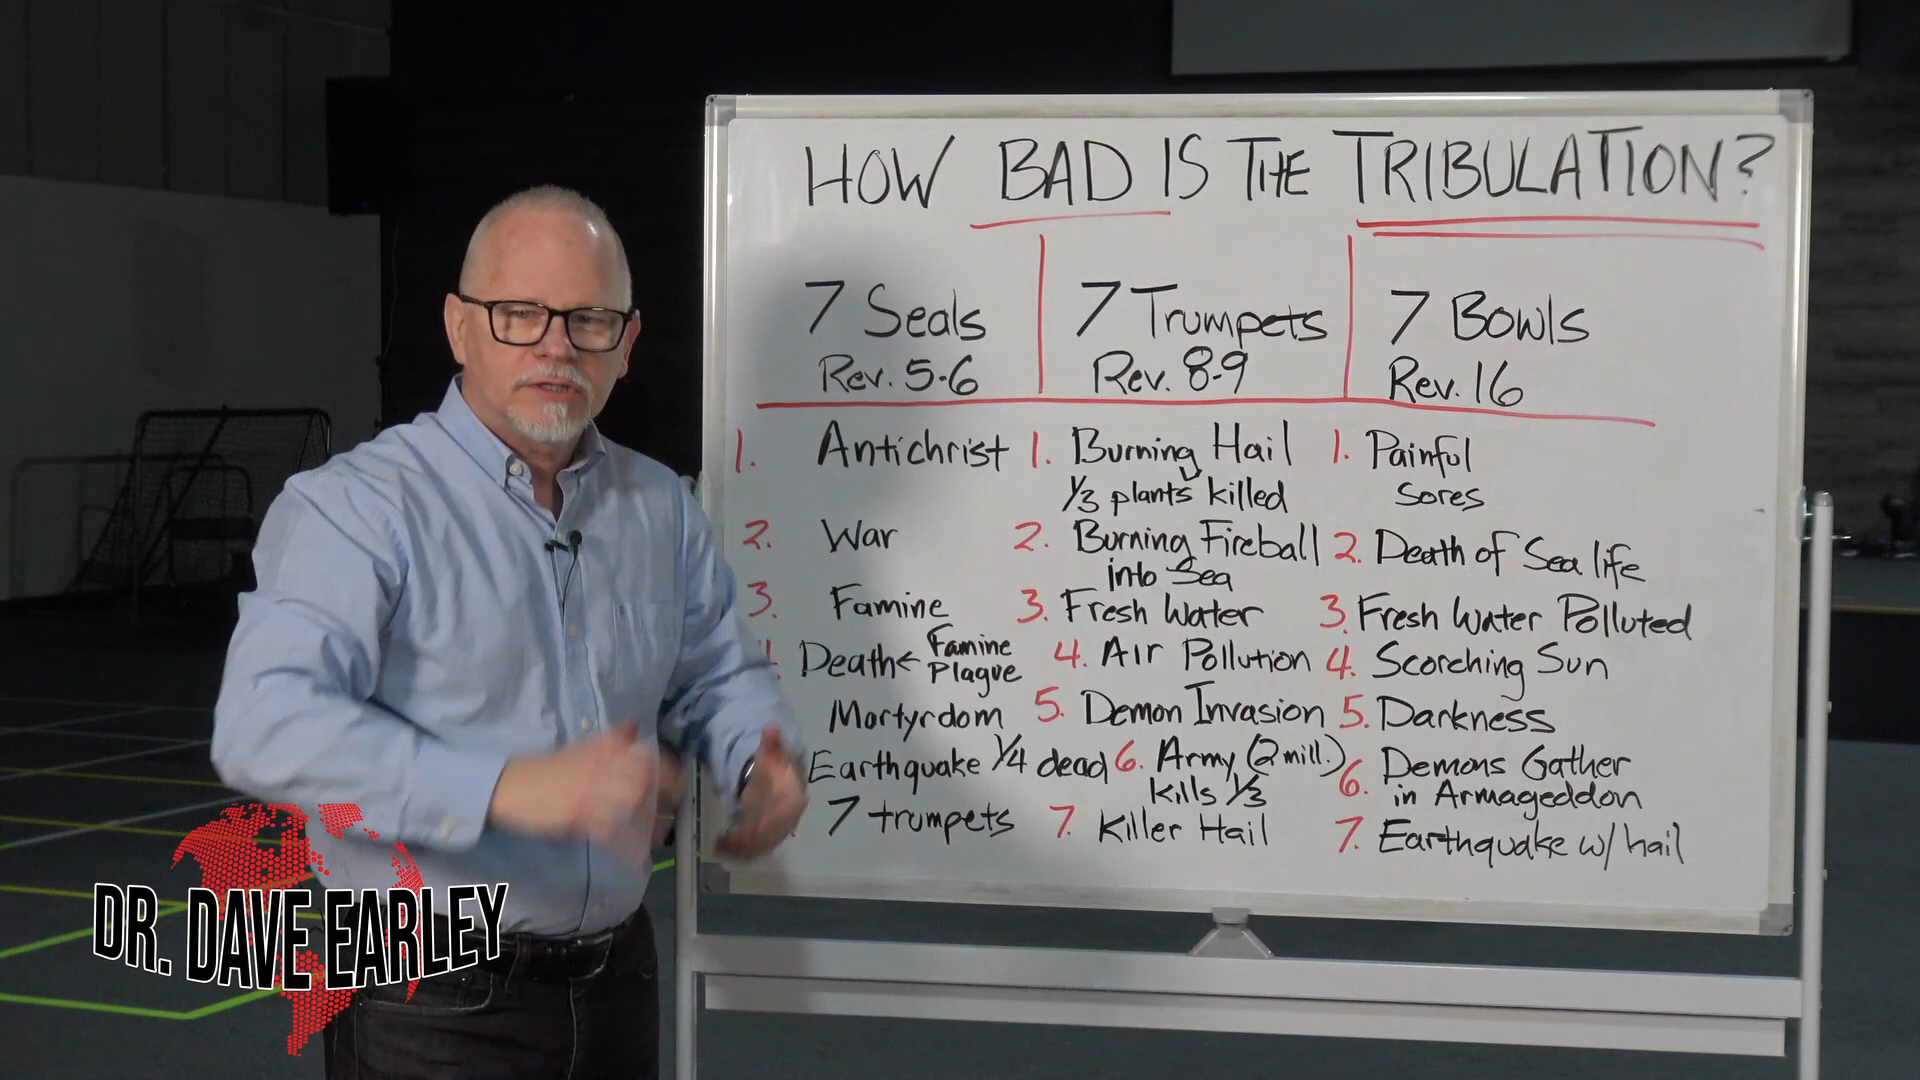 HOW BAD IS THE TRIBULATION?
7 Seals
Rev. 5-6
1. Antichrist
2. War
3. Famine
4. Death← Famine
Plague
Martyrdom
Earthquake 1/4 dead
7 trumpets
7 Trumpets
Rev. 8-9
1. Burning Hail
1/3 plants killed
2. Burning Fireball
into Sea
3. Fresh Water
4. Air Pollution
5. Demon Invasion
6. Army (2 mill.)
kills 1/3
7. Killer Hail
7 Bowls
Rev. 16
1. Painful
Sores
2. Death of Sea life
3. Fresh Water Polluted
4. Scorching Sun
5. Darkness
6. Demons Gather
in Armageddon
7. Earthquake w/ hail
DR. DAVE EARLEY